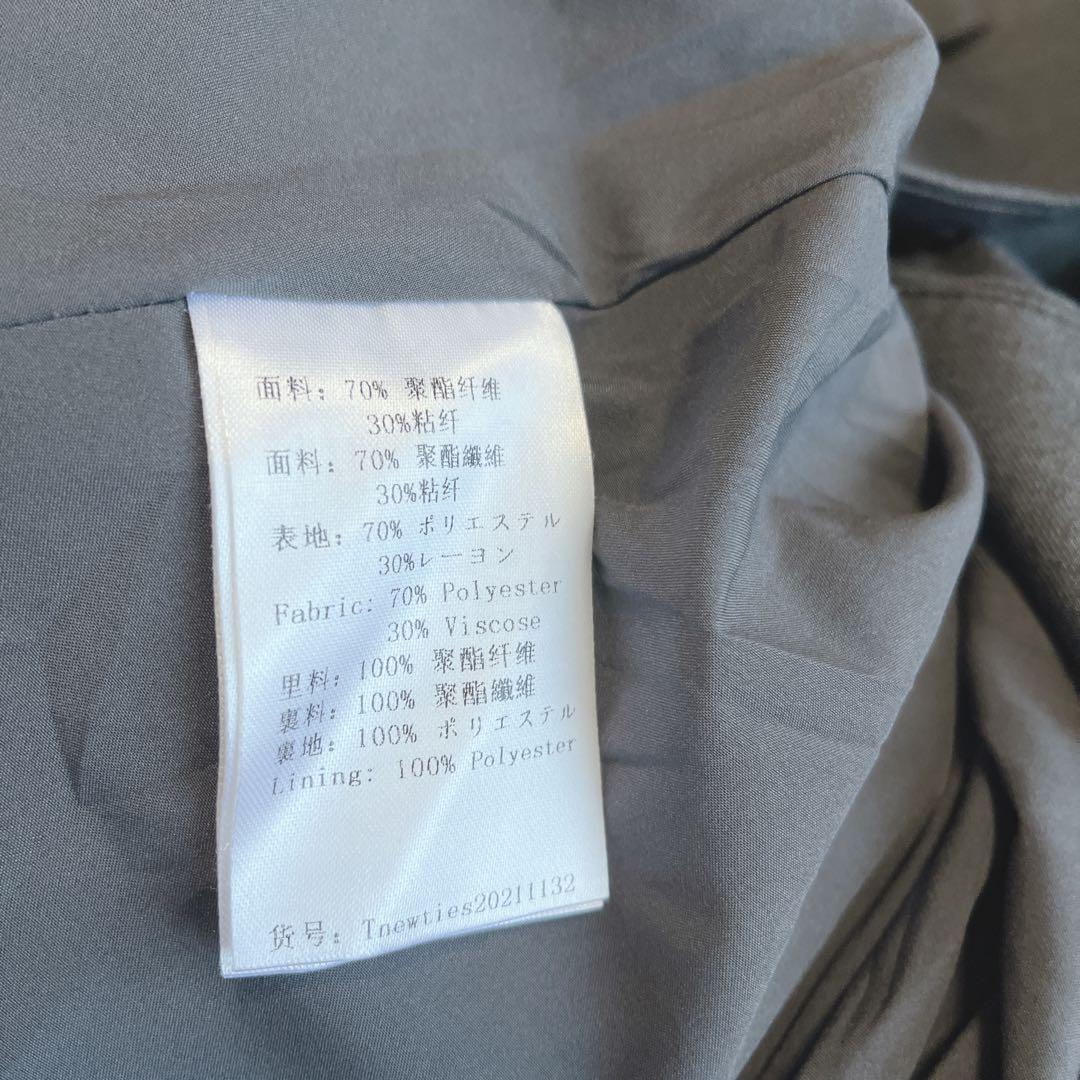 面料: 70% 聚酯纤维
30%粘纤
面料: 70% 聚酯纖維
30%粘纤
表地: 70% ポリエステル
30%レーヨン
Fabric: 70% Polyester
30% Viscose
里料: 100% 聚酯纤维
裏料: 100% 聚酯纖維
裏地: 100% ポリエステル
Lining: 100% Polyester
货号: Tnewties20211132